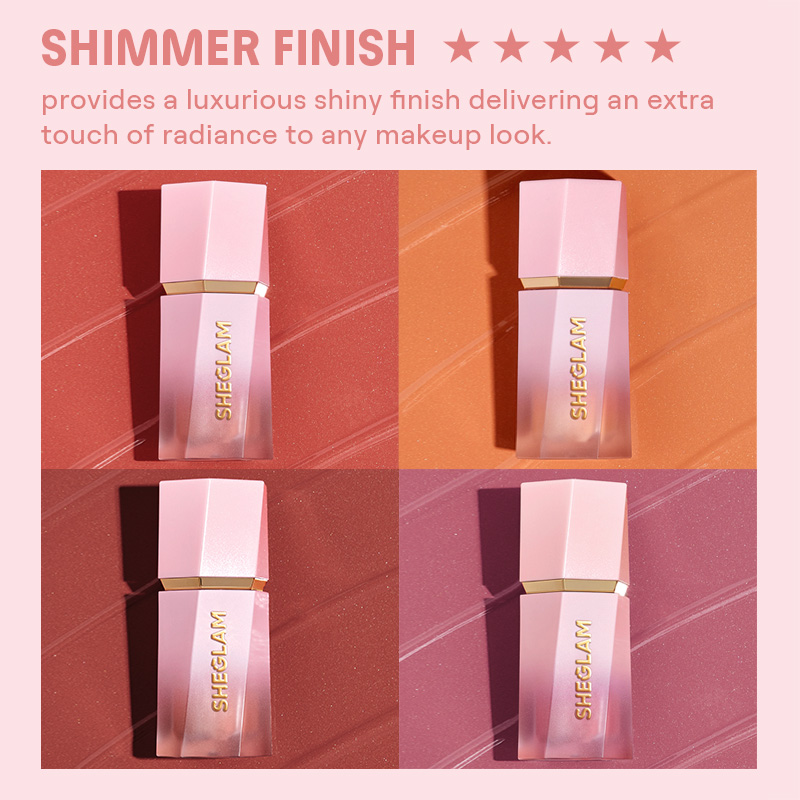 SHIMMER FINISH ★ ★ ★ ★ ★
provides a luxurious shiny finish delivering an extra
touch of radiance to any makeup look.
SHEGLAM
SHEGLAM
SHEGLAM
SHEGLAM